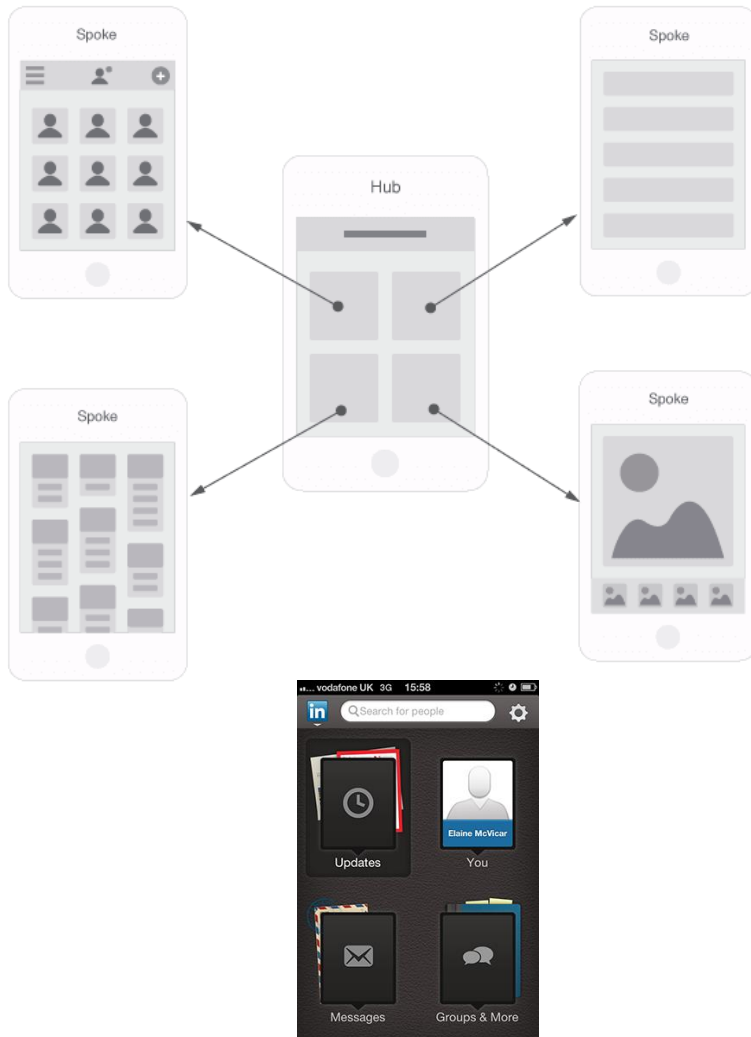 Spoke
Spoke
Hub
Spoke
Spoke
vodafone UK 3G 15:58
in
Search for people
Elaine McVicar
Updates
You
Messages
Groups & More